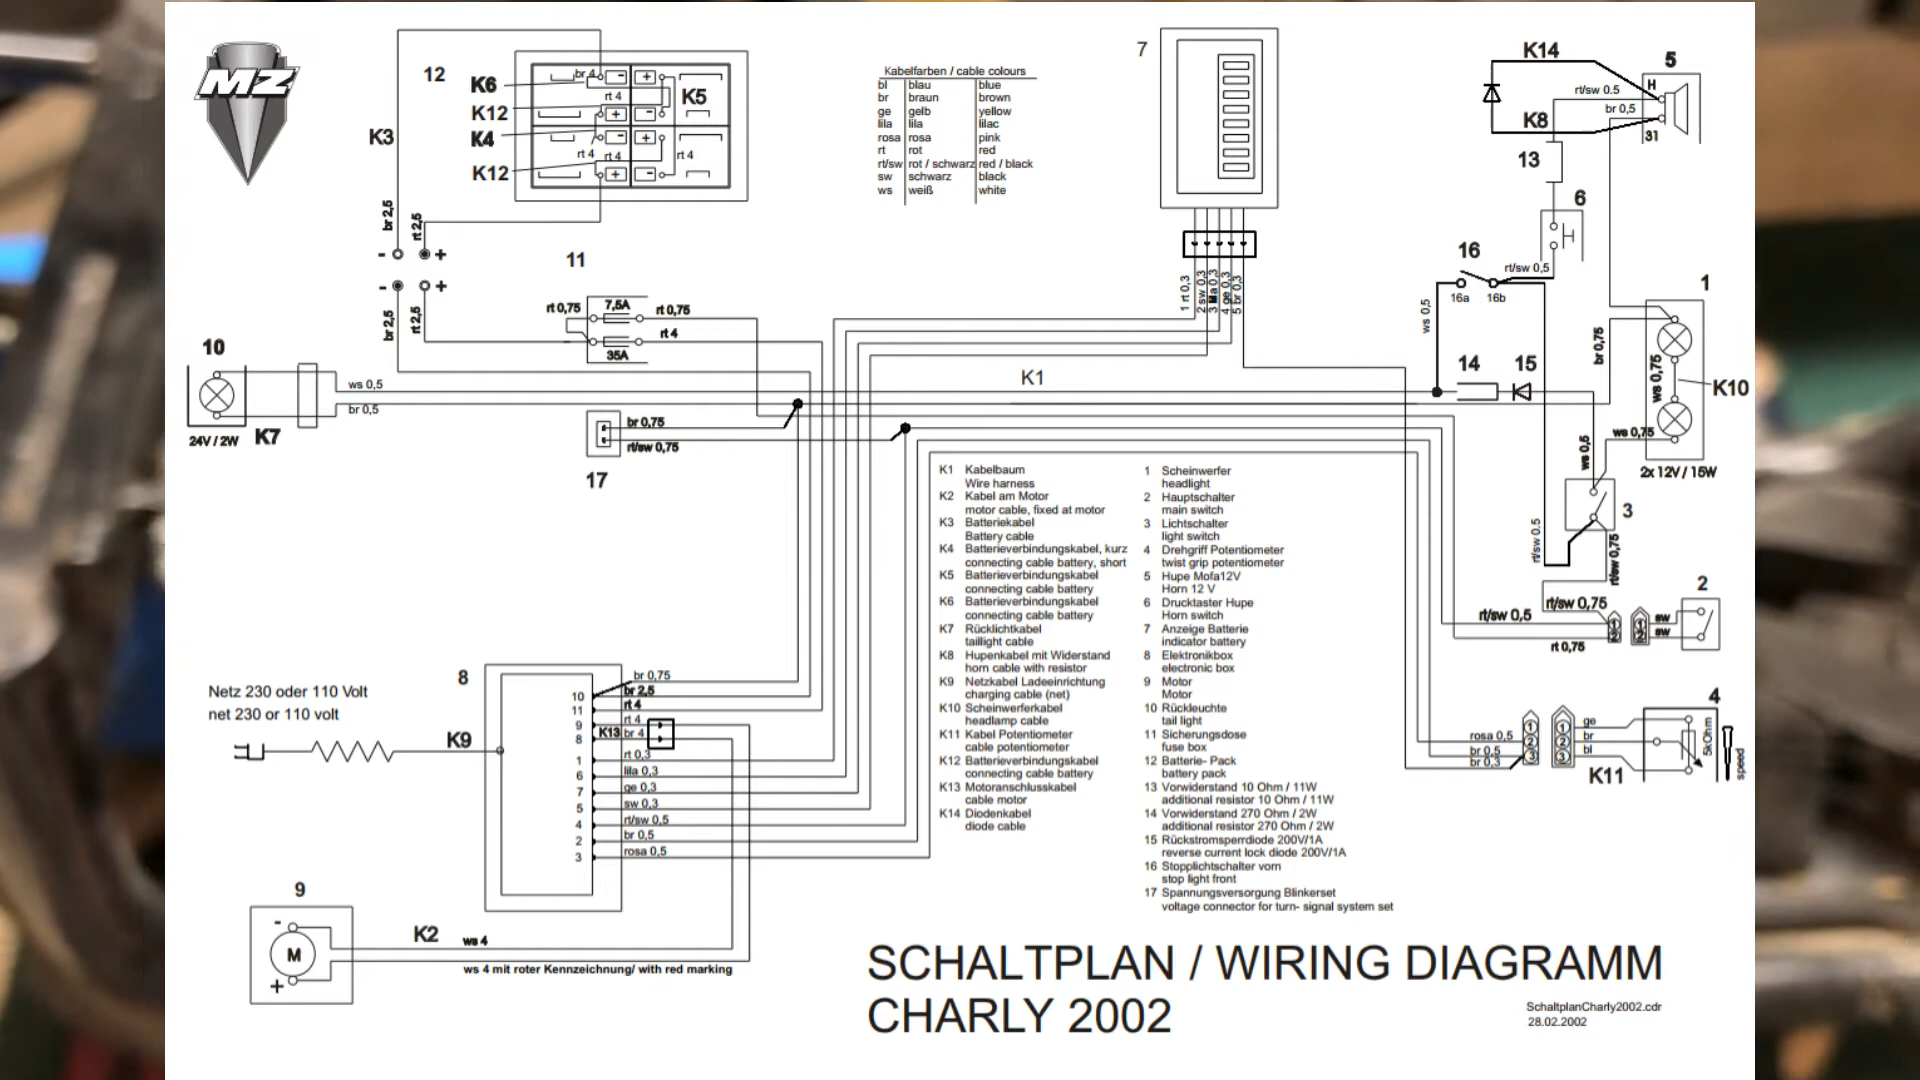 MZ
12
K3
K6
K12
K4
K12
K5
br 4
rt 4
rt 4
rt 4
rt 4
- +
+ -
- +
+ -
br 2,5
rt 2,5
- +
- +
br 2,5
rt 2,5
11
rt 0,75
7,5A
rt 0,75
rt 4
35A
Kabelfarben / cable colours
bl blau blue
br braun brown
ge gelb yellow
lila lila lilac
rosa rosa pink
rt rot red
rt/sw rot / schwarz red / black
sw schwarz black
ws weiß white
7
1 rt 0,3
2 sw 0,3
4 ge 0,3
5 br 0,3
K14
5
H
rt/sw 0.5
br 0,5
K8
31
13
6
16
rt/sw 0,5
16a
16b
ws 0,5
1
br 0,75
ws 0,75
K10
14
15
ws 0,75
ws 0,5
2x 12V / 15W
3
rt/sw 0.5
rt/sw 0,75
10
ws 0,5
br 0,5
24V / 2W
K7
K1
br 0,75
rt/sw 0,75
17
K1 Kabelbaum
Wire harness
K2 Kabel am Motor
motor cable, fixed at motor
K3 Batteriekabel
Battery cable
K4 Batterieverbindungskabel, kurz
connecting cable battery, short
K5 Batterieverbindungskabel
connecting cable battery
K6 Batterieverbindungskabel
connecting cable battery
K7 Rücklichtkabel
taillight cable
K8 Hupenkabel mit Widerstand
horn cable with resistor
K9 Netzkabel Ladeeinrichtung
charging cable (net)
K10 Scheinwerferkabel
headlamp cable
K11 Kabel Potentiometer
cable potentiometer
K12 Batterieverbindungskabel
connecting cable battery
K13 Motoranschlusskabel
cable motor
K14 Diodenkabel
diode cable
1 Scheinwerfer
headlight
2 Hauptschalter
main switch
3 Lichtschalter
light switch
4 Drehgriff Potentiometer
twist grip potentiometer
5 Hupe Mofa12V
Horn 12 V
6 Drucktaster Hupe
Horn switch
7 Anzeige Batterie
indicator battery
8 Elektronikbox
electronic box
9 Motor
Motor
10 Rückleuchte
tail light
11 Sicherungsdose
fuse box
12 Batterie- Pack
battery pack
13 Vorwiderstand 10 Ohm / 11W
additional resistor 10 Ohm / 11W
14 Vorwiderstand 270 Ohm / 2W
additional resistor 270 Ohm / 2W
15 Rückstromsperrdiode 200V/1A
reverse current lock diode 200V/1A
16 Stopplichtschalter vorn
stop light front
17 Spannungsversorgung Blinkerset
voltage connector for turn- signal system set
2
rt/sw 0,75
rt/sw 0,5
1
2
1
2
sw
sw
rt 0,75
4
rosa 0,5
br 0,5
br 0,3
1
2
3
1
2
3
ge
br
bl
K11
5kOhm
speed
Netz 230 oder 110 Volt
net 230 or 110 volt
K9
8
br 0,75
10 br 2,5
11 rt 4
9 rt 4
8 K13 br 4
1 rt 0,3
6 lila 0,3
7 ge 0,3
5 sw 0,3
4 rt/sw 0,5
2 br 0,5
3 rosa 0,5
9
-
M
+
K2
ws 4
ws 4 mit roter Kennzeichnung/ with red marking
SCHALTPLAN / WIRING DIAGRAMM
CHARLY 2002
SchaltplanCharly2002.cdr
28.02.2002